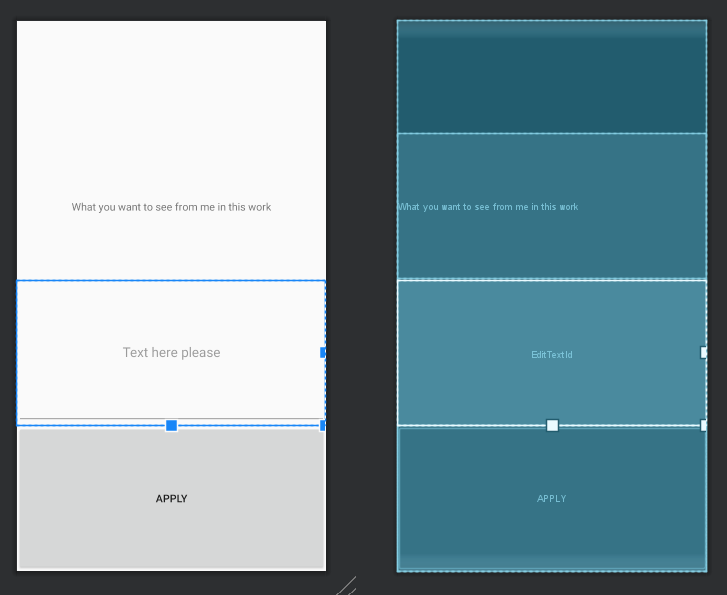 What you want to see from me in this work
Text here please
APPLY
What you want to see from me in this work
EditTextId
APPLY